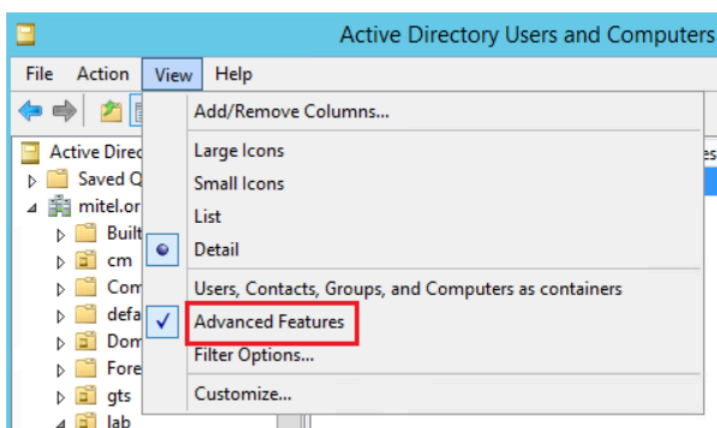 Active Directory Users and Computers
File Action View Help
Add/Remove Columns...
Large Icons
Small Icons
List
Detail
Users, Contacts, Groups, and Computers as containers
Advanced Features
Filter Options...
Customize...
Active Direc
Saved Q
mitel.or
Built
cm
Com
defa
Dom
Fore
gts
lab